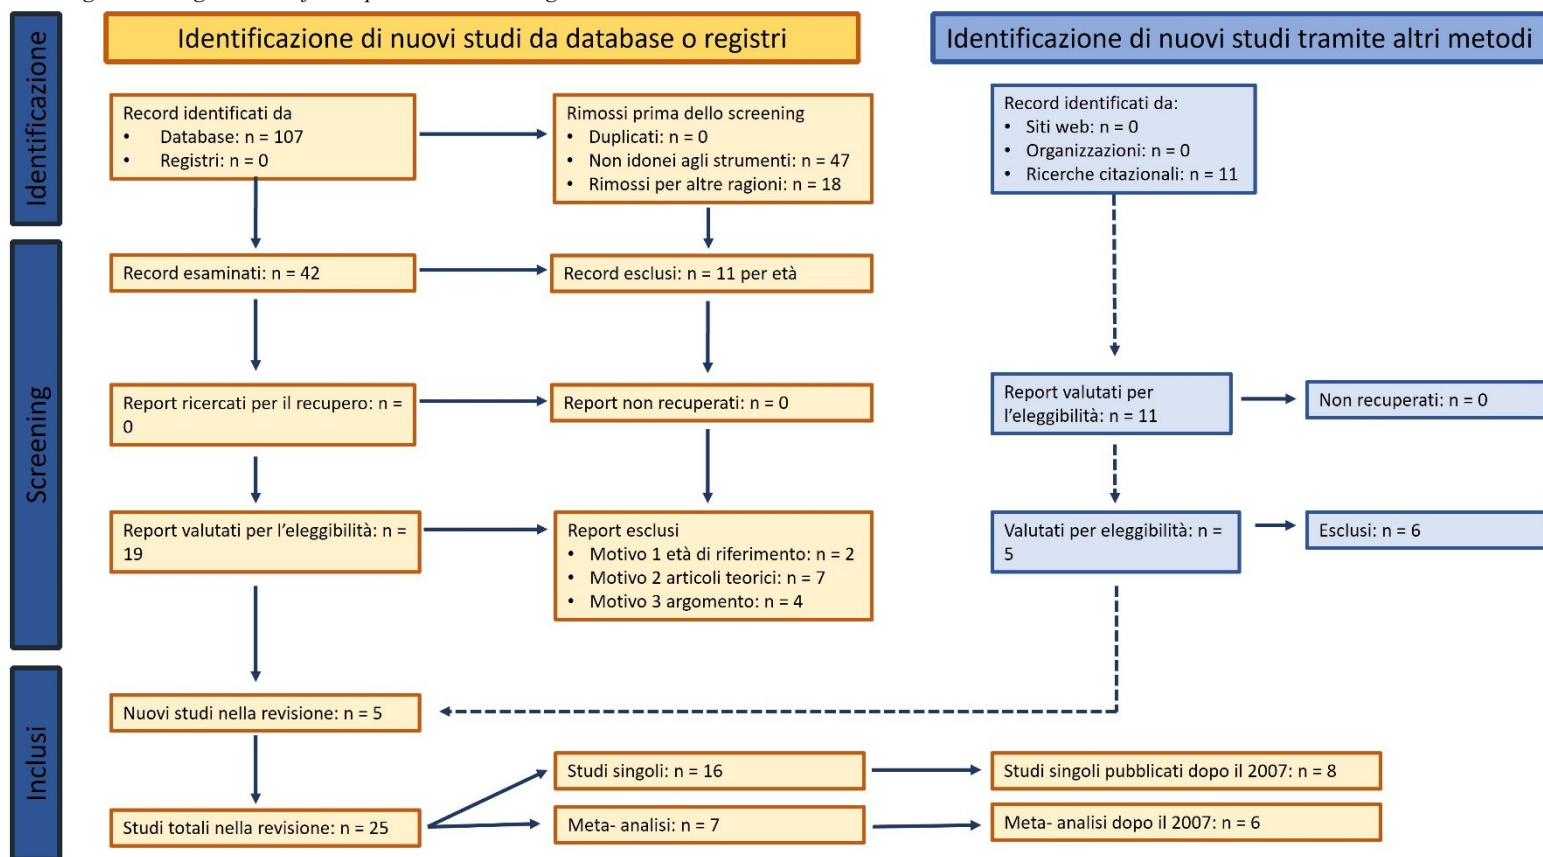 Identificazione
Identificazione di nuovi studi da database o registri
Identificazione di nuovi studi tramite altri metodi
Record identificati da
• Database: n = 107
• Registri: n = 0
Rimossi prima dello screening
• Duplicati: n = 0
• Non idonei agli strumenti: n = 47
• Rimossi per altre ragioni: n = 18
Record identificati da:
• Siti web: n = 0
• Organizzazioni: n = 0
• Ricerche citazionali: n = 11
Screening
Record esaminati: n = 42
Record esclusi: n = 11 per età
Report ricercati per il recupero: n =
0
Report non recuperati: n = 0
Report valutati per
l'eleggibilità: n = 11
Non recuperati: n = 0
Report valutati per l'eleggibilità: n =
19
Report esclusi
• Motivo 1 età di riferimento: n = 2
• Motivo 2 articoli teorici: n = 7
• Motivo 3 argomento: n = 4
Valutati per eleggibilità: n =
5
Esclusi: n = 6
Inclusi
Nuovi studi nella revisione: n = 5
Studi totali nella revisione: n = 25
Studi singoli: n = 16
Studi singoli pubblicati dopo il 2007: n = 8
Meta- analisi: n = 7
Meta- analisi dopo il 2007: n = 6